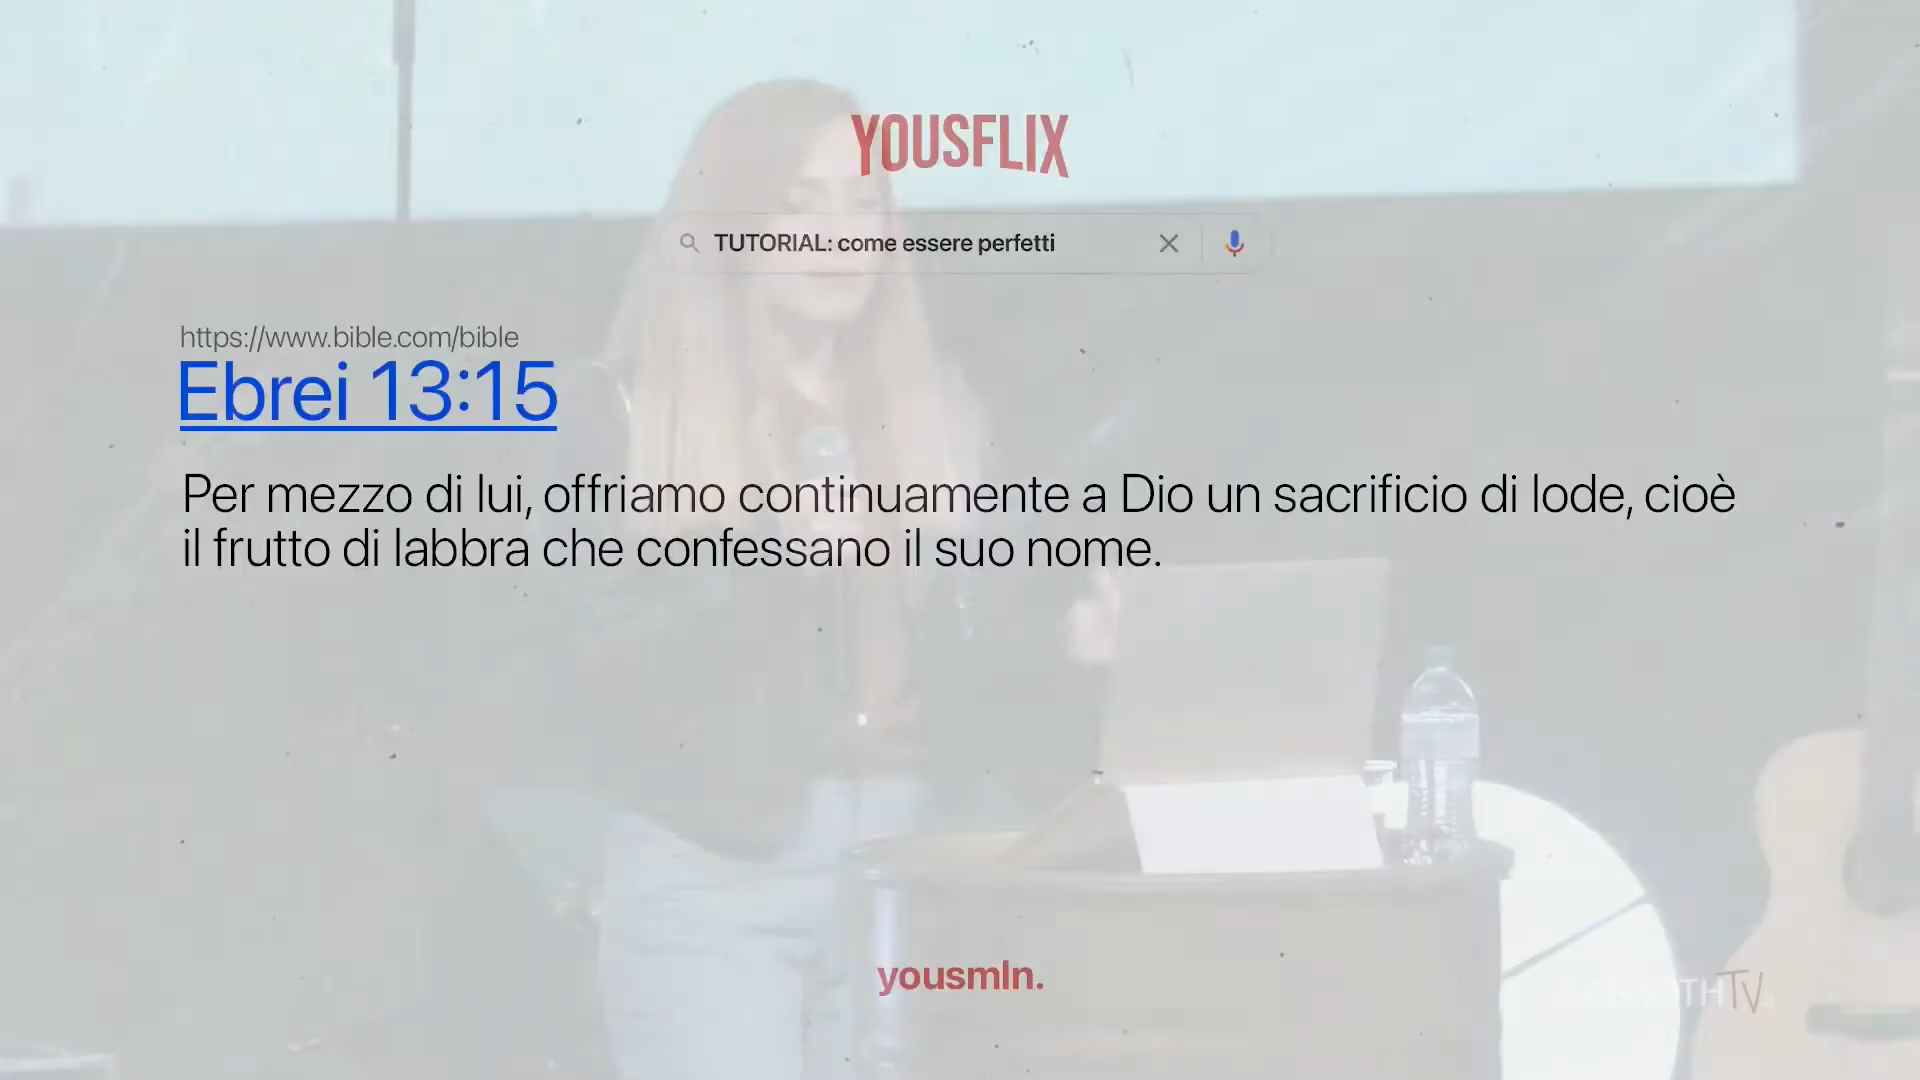 YOUSFLIX
TUTORIAL: come essere perfetti
https://www.bible.com/bible
Ebrei 13:15
Per mezzo di lui, offriamo continuamente a Dio un sacrificio di lode, cioè
il frutto di labbra che confessano il suo nome.
yousmln.
TV